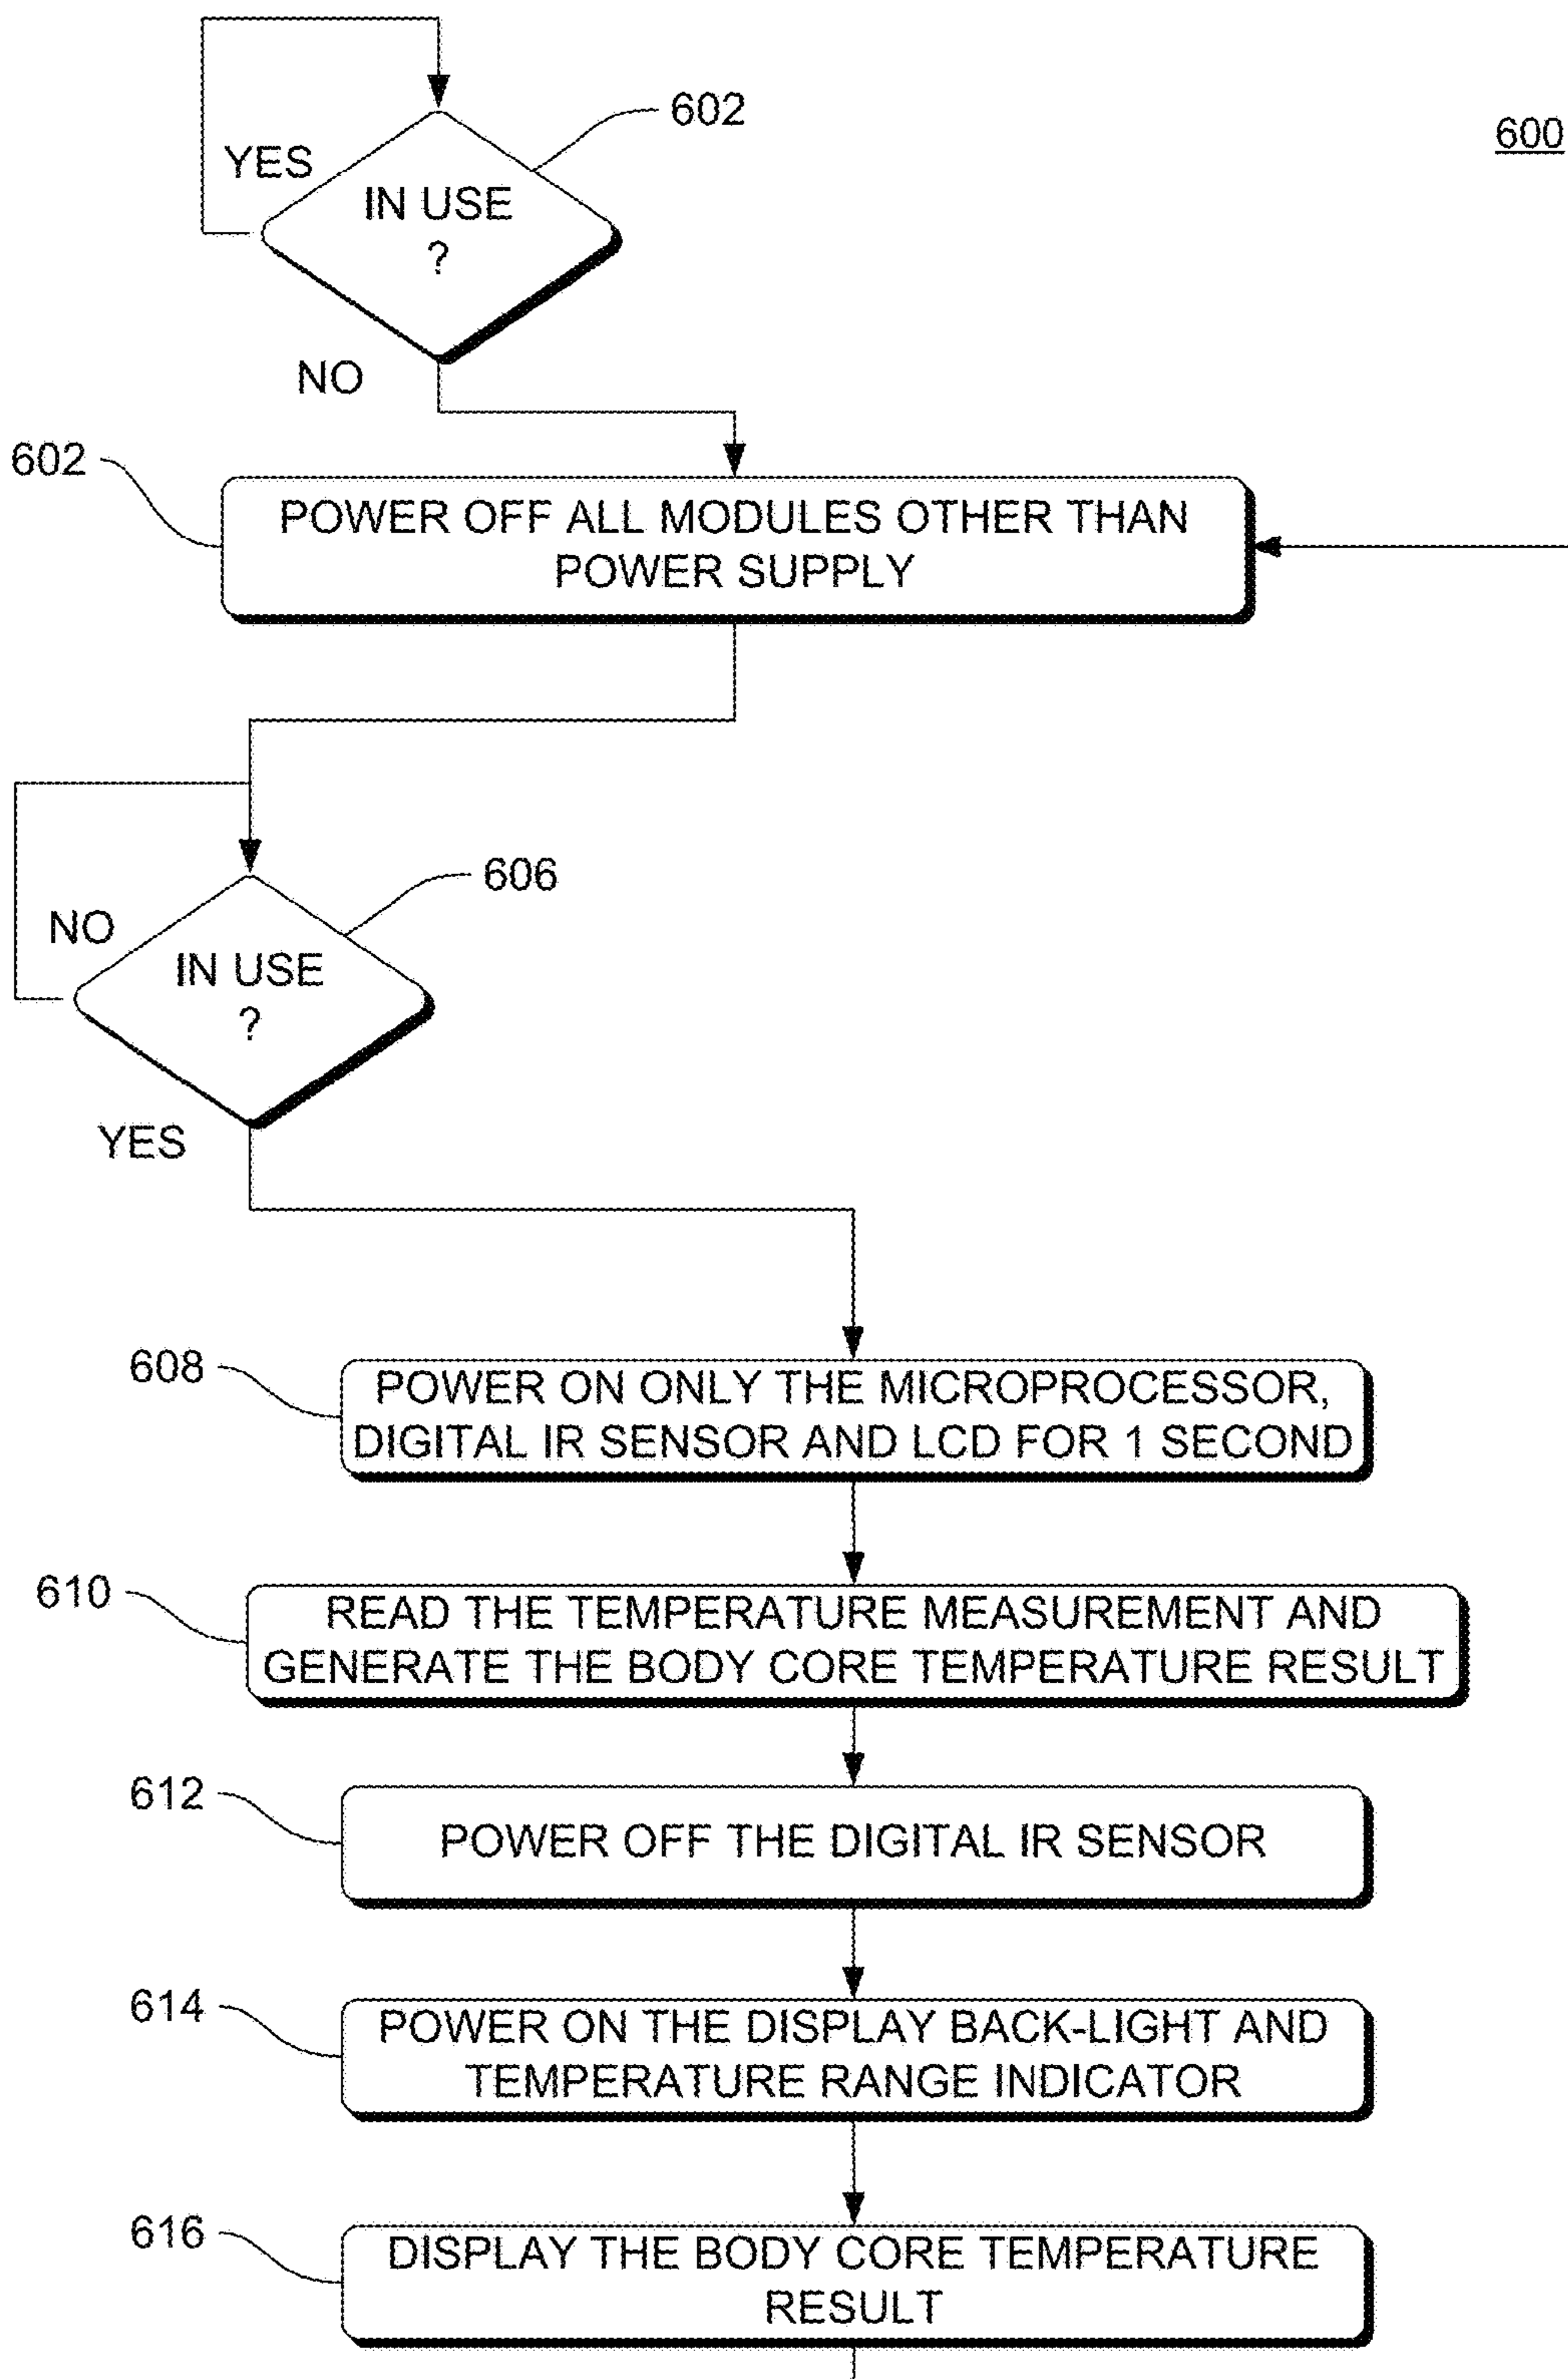 602
600
YES
IN USE
?
NO
602
POWER OFF ALL MODULES OTHER THAN
POWER SUPPLY
606
NO
IN USE
?
YES
608
POWER ON ONLY THE MICROPROCESSOR,
DIGITAL IR SENSOR AND LCD FOR 1 SECOND
610
READ THE TEMPERATURE MEASUREMENT AND
GENERATE THE BODY CORE TEMPERATURE RESULT
612
POWER OFF THE DIGITAL IR SENSOR
614
POWER ON THE DISPLAY BACK-LIGHT AND
TEMPERATURE RANGE INDICATOR
616
DISPLAY THE BODY CORE TEMPERATURE
RESULT